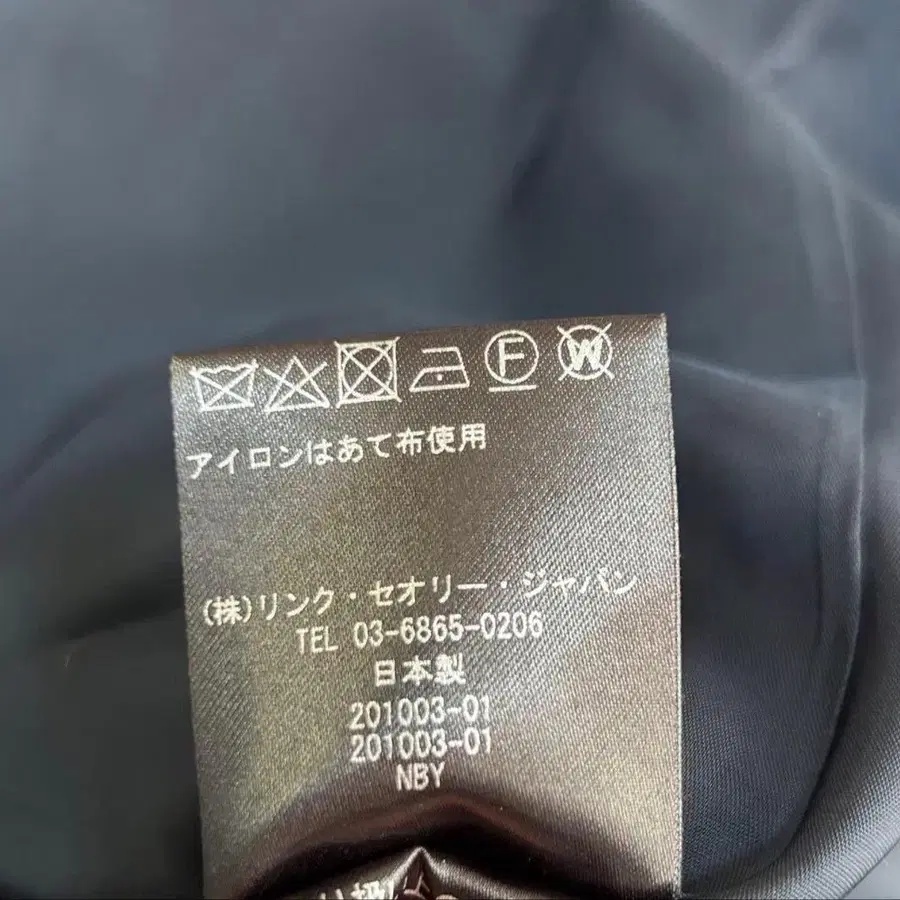 F W
アイロンはあて布使用
(株)リンク・セオリー・ジャパン
TEL 03-6865-0206
日本製
201003-01
201003-01
NBY